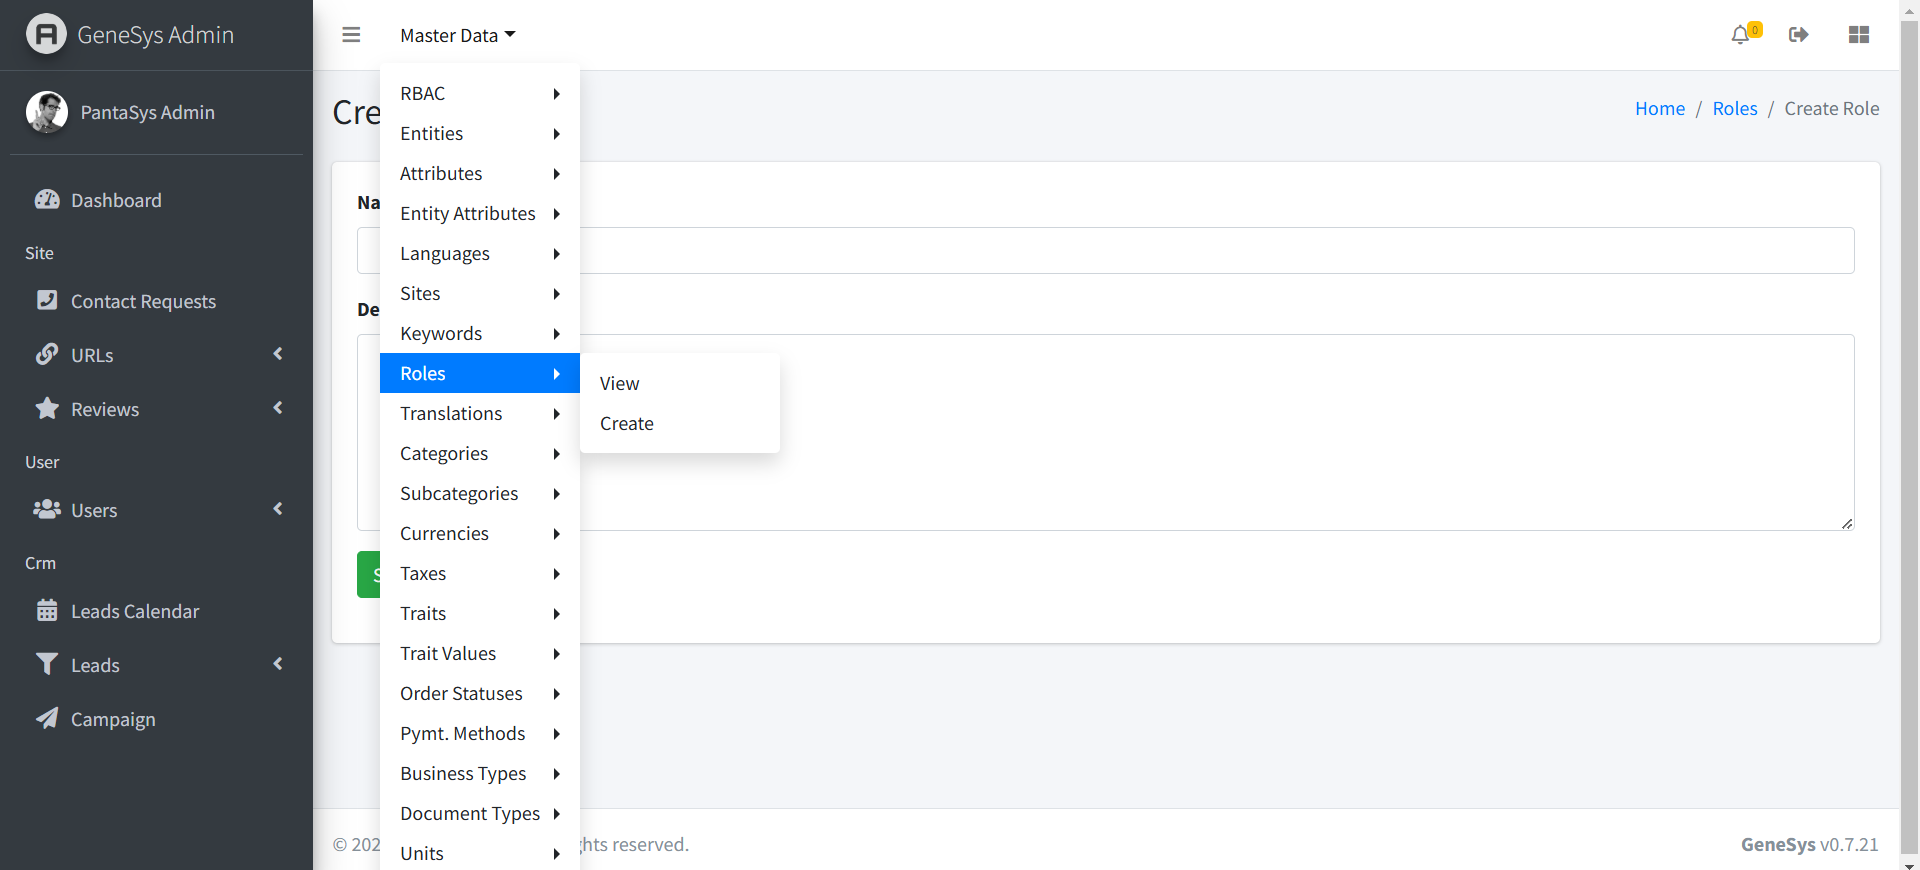 GeneSys Admin
PantaSys Admin
Dashboard
Site
Contact Requests
URLs
Reviews
User
Users
Crm
Leads Calendar
Leads
Campaign
Master Data
0
Cre
Home / Roles / Create Role
Na
De
S
RBAC
Entities
Attributes
Entity Attributes
Languages
Sites
Keywords
Roles
Translations
Categories
Subcategories
Currencies
Taxes
Traits
Trait Values
Order Statuses
Pymt. Methods
Business Types
Document Types
Units
View
Create
© 202
hts reserved.
GeneSys v0.7.21